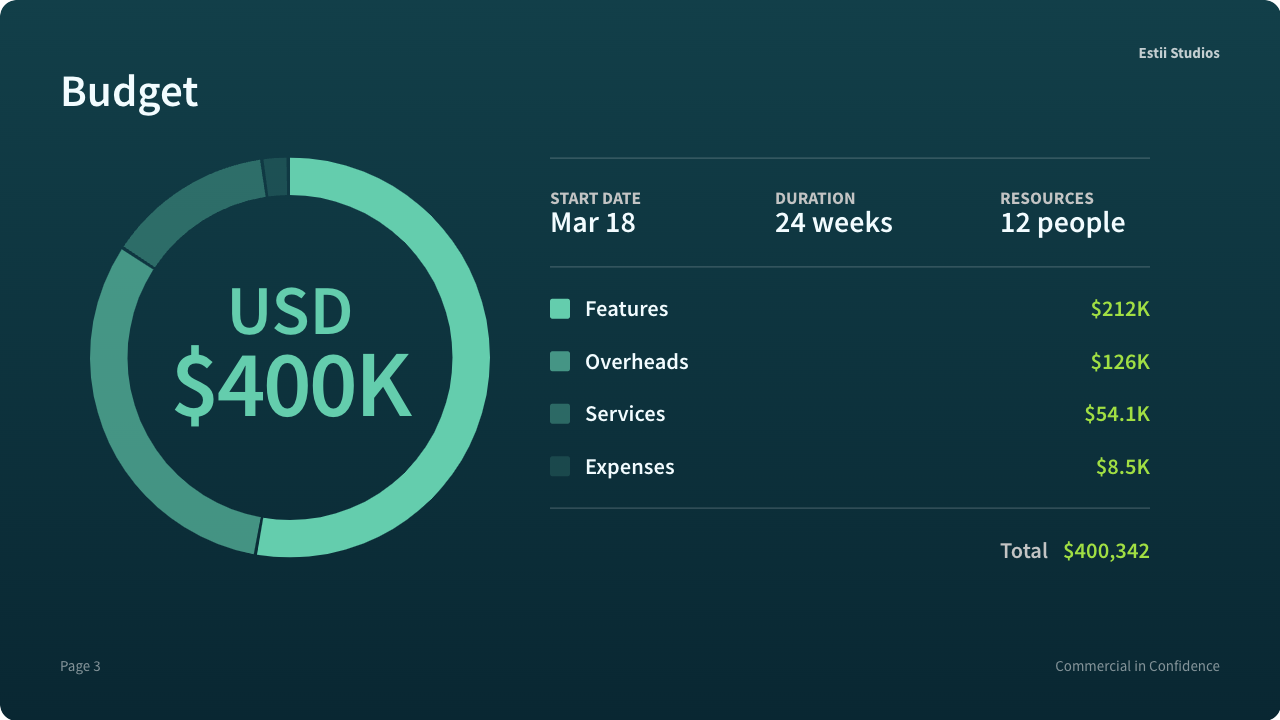 Estii Studios
Budget
USD
$400K
START DATE DURATION RESOURCES
Mar 18 24 weeks 12 people
Features $212K
Overheads $126K
Services $54.1K
Expenses $8.5K
Total $400,342
Page 3 Commercial in Confidence